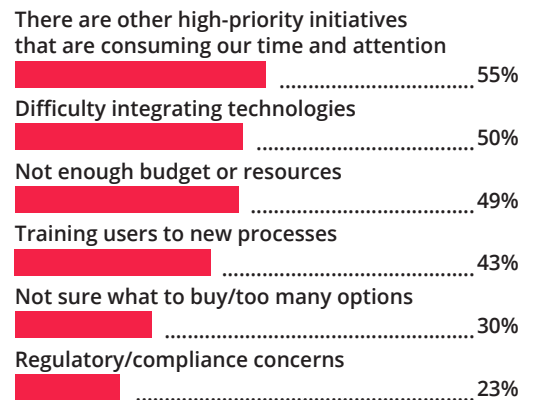 There are other high-priority initiatives
that are consuming our time and attention
55%
Difficulty integrating technologies
50%
Not enough budget or resources
49%
Training users to new processes
43%
Not sure what to buy/too many options
30%
Regulatory/compliance concerns
23%